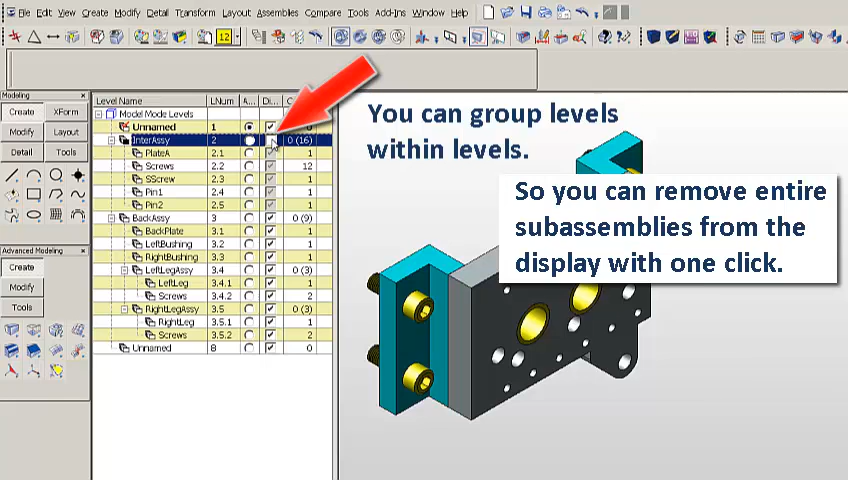 File Edit View Create Modify Detail Transform Layout Assemblies Compare Tools Add-Ins Window Help
12
Modeling
Create XForm
Modify Layout
Detail Tools
Advanced Modeling
Create
Modify
Tools
Level Name LNum A... Di... C
Model Mode Levels
Unnamed 1
InterAssy 2 0 (16)
PlateA 2.1 1
Screws 2.2 12
SScrew 2.3 1
Pin1 2.4 1
Pin2 2.5 1
BackAssy 3 0 (9)
BackPlate 3.1 1
LeftBushing 3.2 1
RightBushing 3.3 1
LeftLegAssy 3.4 0 (3)
LeftLeg 3.4.1 1
Screws 3.4.2 2
RightLegAssy 3.5 0 (3)
RightLeg 3.5.1 1
Screws 3.5.2 2
Unnamed 8 0
You can group levels
within levels.
So you can remove entire
subassemblies from the
display with one click.